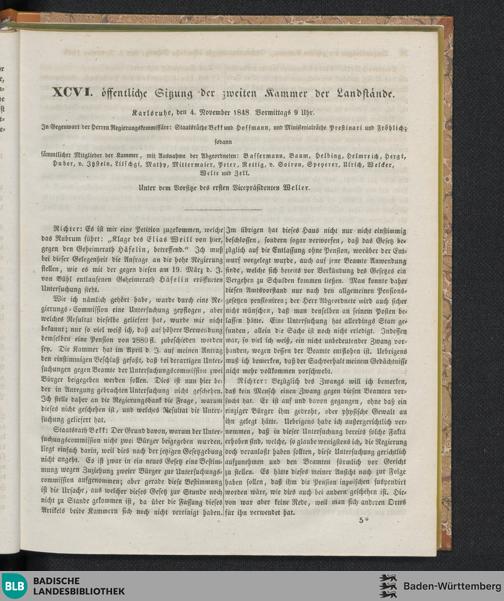 XCVI. öffentliche Sitzung der zweiten Kammer der Landstände.
Karlsruhe, den 4. November 1848. Vormittags 9 Uhr.
In Gegenwart der Herren Regierungskommissäre: Staatsräthe Bekk und Hoffmann, und Ministerialräthe Prestinari und Fröhlich;
sodann
sämmtlicher Mitglieder der Kammer, mit Ausnahme der Abgeordneten: Bassermann, Baum, Helbing, Helmreich, Hergt,
Huber, v. Itzstein, Litschgi, Mathy, Mittermaier, Peter, Rettig, v. Soiron, Speyerer, Ulrich, Welcker,
Welte und Zell.
Unter dem Vorsitze des ersten Vicepräsidenten Weller.
Richter: Es ist mir eine Petition zugekommen, welche
das Rubrum führt: „Klage des Elias Weill von hier,
gegen den Geheimerath Häfelin, betreffend.“ Ich muß
bei dieser Gelegenheit die Anfrage an die hohe Regierung
stellen, wie es mit der gegen diesen am 19. März d. J.
von Bühl entlassenen Geheimerath Häfelin eröffneten
Untersuchung steht.
Wie ich nämlich gehört habe, wurde durch eine Re-
gierungs-Commission eine Untersuchung gepflogen, aber
welches Resultat dieselbe geliefert hat, wurde mir nicht
bekannt; nur so viel weiß ich, daß auf höhere Verwendung
demselben eine Pension von 2880 fl. zubeschieden worden
sey. Die Kammer hat im April d. J. auf meinen Antrag
den einstimmigen Beschluß gefaßt, daß bei derartigen Unter-
suchungen gegen Beamte der Untersuchungscommission zwei
Bürger beigegeben werden sollen. Dies ist nun hier bei
der in Anregung gebrachten Untersuchung nicht geschehen.
Ich stelle daher an die Regierungsbank die Frage, warum
dieses nicht geschehen ist, und welches Resultat die Unter-
suchung geliefert hat.
Staatsrath Bekk: Der Grund davon, warum der Unter-
suchungscommission nicht zwei Bürger beigegeben wurden,
liegt einfach darin, weil dies nach der jetzigen Gesetzgebung
nicht angeht. Es ist zwar in ein neues Gesetz eine Bestim-
mung wegen Zuziehung zweier Bürger zur Untersuchungs-
commission aufgenommen; aber gerade diese Bestimmung
ist die Ursache, aus welcher dieses Gesetz zur Stunde noch
nicht zu Stande gekommen ist, da über die Fassung dieses
Artikels beide Kammern sich noch nicht vereinigt haben.
Im übrigen hat dieses Haus nicht nur nicht einstimmig
beschlossen, sondern sogar verworfen, daß das Gesetz be-
züglich auf die Entlassung ohne Pension, worüber der Ent-
wurf vorgelegt wurde, auch auf jene Beamte Anwendung
finde, welche sich bereits vor Verkündung des Gesetzes ein
Vergehen zu Schulden kommen ließen. Man konnte daher
diesen Amtsvorstand nur nach den allgemeinen Pensions-
gesetzen pensioniren; der Herr Abgeordnete wird auch sicher
nicht wünschen, daß man denselben an seinem Posten be-
lassen hätte. Eine Untersuchung hat allerdings Statt ge-
funden, allein die Sache ist noch nicht erledigt. Indessen
war, so viel ich weiß, ein nicht unbedeutender Zwang vor-
handen, wegen dessen der Beamte entflohen ist. Uebrigens
muß ich bemerken, daß der Sachverhalt meinem Gedächtnisse
nicht mehr vollkommen vorschwebt.
Richter: Bezüglich des Zwangs will ich bemerken,
daß kein Mensch einen Zwang gegen diesen Beamten ver-
sucht hat. Er ist auf und davon gegangen, ohne daß ein
einziger Bürger ihm gedroht, oder physische Gewalt an
ihn gelegt hätte. Uebrigens habe ich außergerichtlich ver-
nommen, daß in dieser Untersuchung bereits solche Fakta
erhoben sind, welche, so glaube wenigstens ich, die Regierung
doch veranlaßt haben sollten, diese Untersuchung gerichtlich
aufzunehmen und den Beamten förmlich vor Gericht
zu stellen. Es hätte dieses meiner Ansicht nach zur Folge
haben sollen, daß ihm die Pension inzwischen suspendirt
worden wäre, wie dies auch bei andern geschehen ist. Hie-
von war aber keine Rede, weil man sich anderen Ortes
für ihn verwendet hat.
5*
BLB
BADISCHE
LANDESBIBLIOTHEK
Baden-Württemberg